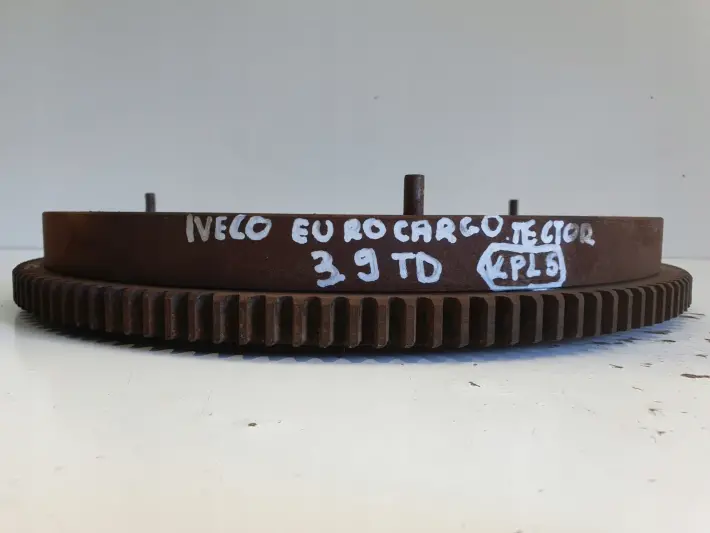 IVECO EUROCARGO TECTOR
3.9 TD KPL5